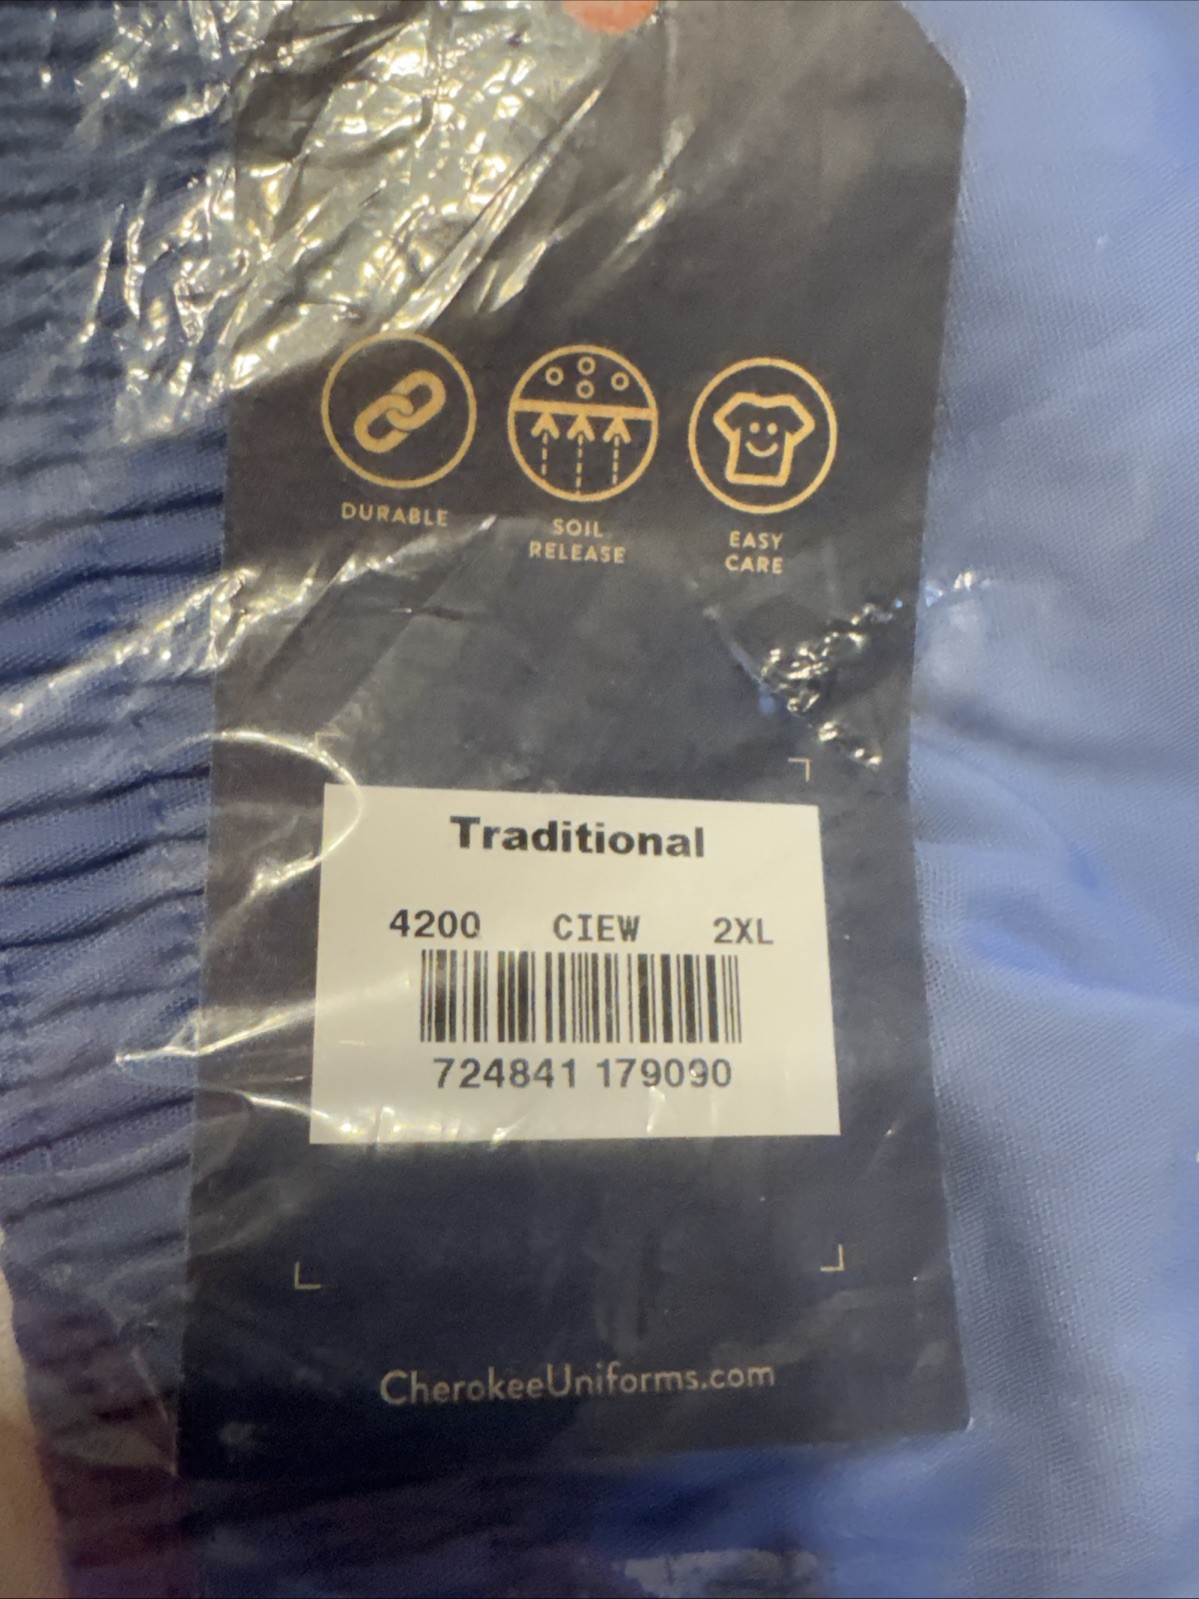 DURABLE
SOIL
RELEASE
EASY
CARE
Traditional
4200 CIEW 2XL
724841 179090
CherokeeUniforms.com